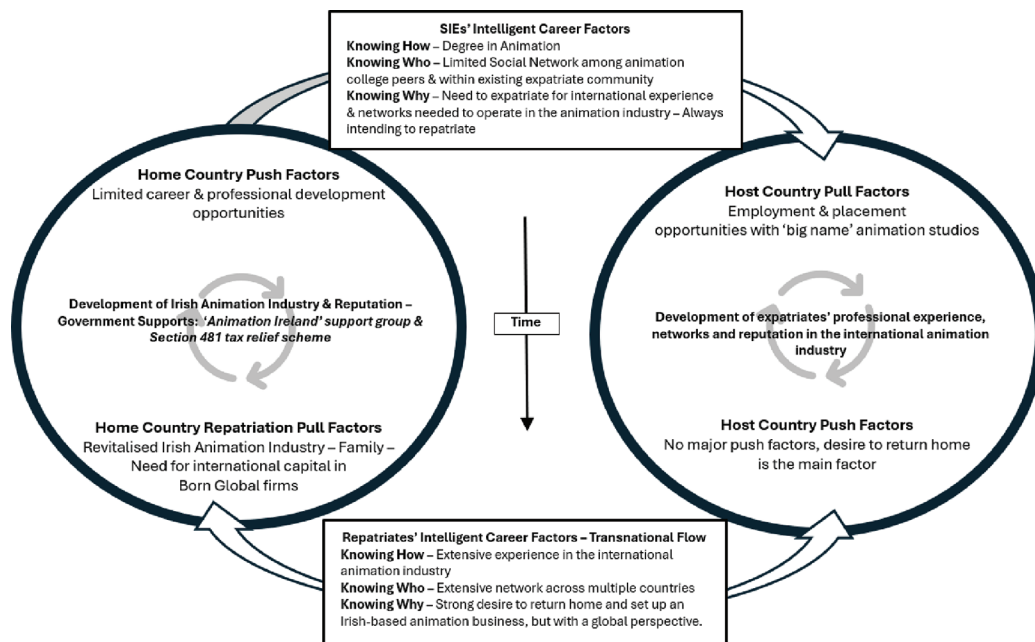 SIEs' Intelligent Career Factors
Knowing How – Degree in Animation
Knowing Who – Limited Social Network among animation
college peers & within existing expatriate community
Knowing Why – Need to expatriate for international experience
& networks needed to operate in the animation industry – Always
intending to repatriate
Home Country Push Factors
Limited career & professional development
opportunities
Development of Irish Animation Industry & Reputation –
Government Supports: 'Animation Ireland' support group &
Section 481 tax relief scheme
Home Country Repatriation Pull Factors
Revitalised Irish Animation Industry – Family –
Need for international capital in
Born Global firms
Time
Host Country Pull Factors
Employment & placement
opportunities with 'big name' animation studios
Development of expatriates' professional experience,
networks and reputation in the international animation
industry
Host Country Push Factors
No major push factors, desire to return home
is the main factor
Repatriates' Intelligent Career Factors – Transnational Flow
Knowing How – Extensive experience in the international
animation industry
Knowing Who – Extensive network across multiple countries
Knowing Why – Strong desire to return home and set up an
Irish-based animation business, but with a global perspective.